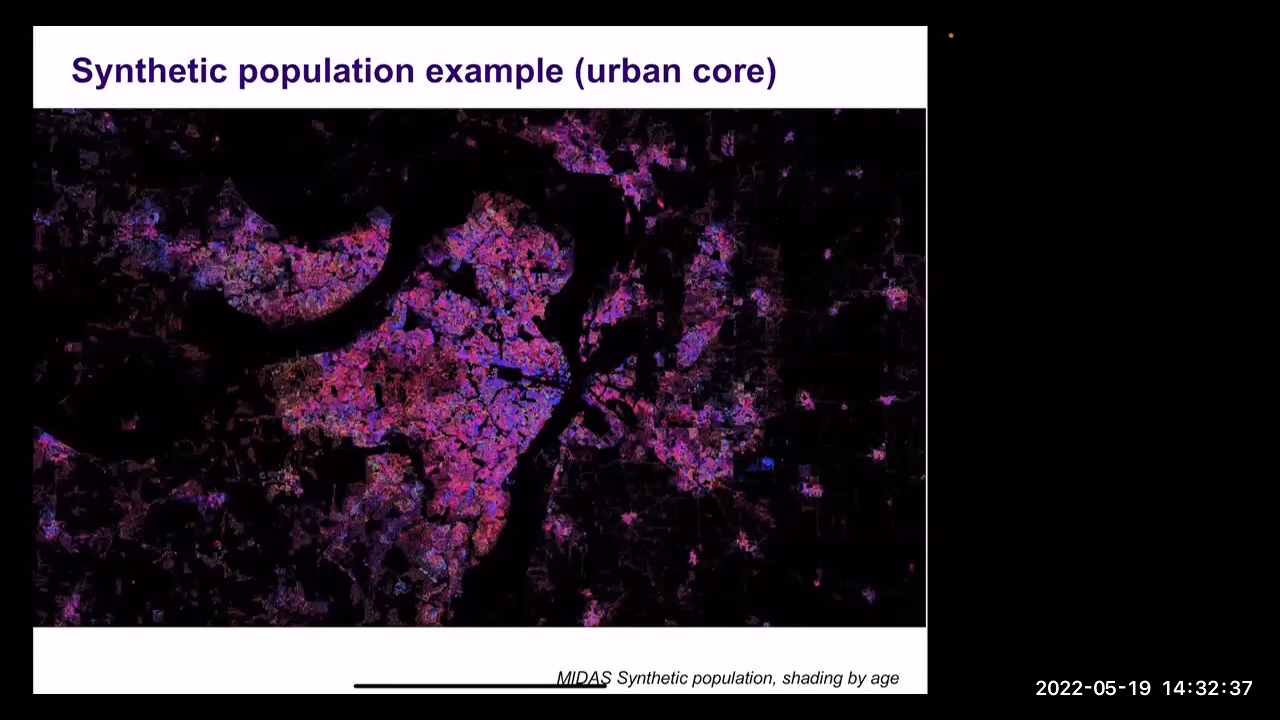 Synthetic population example (urban core)
MIDAS Synthetic population, shading by age
2022-05-19 14:32:37